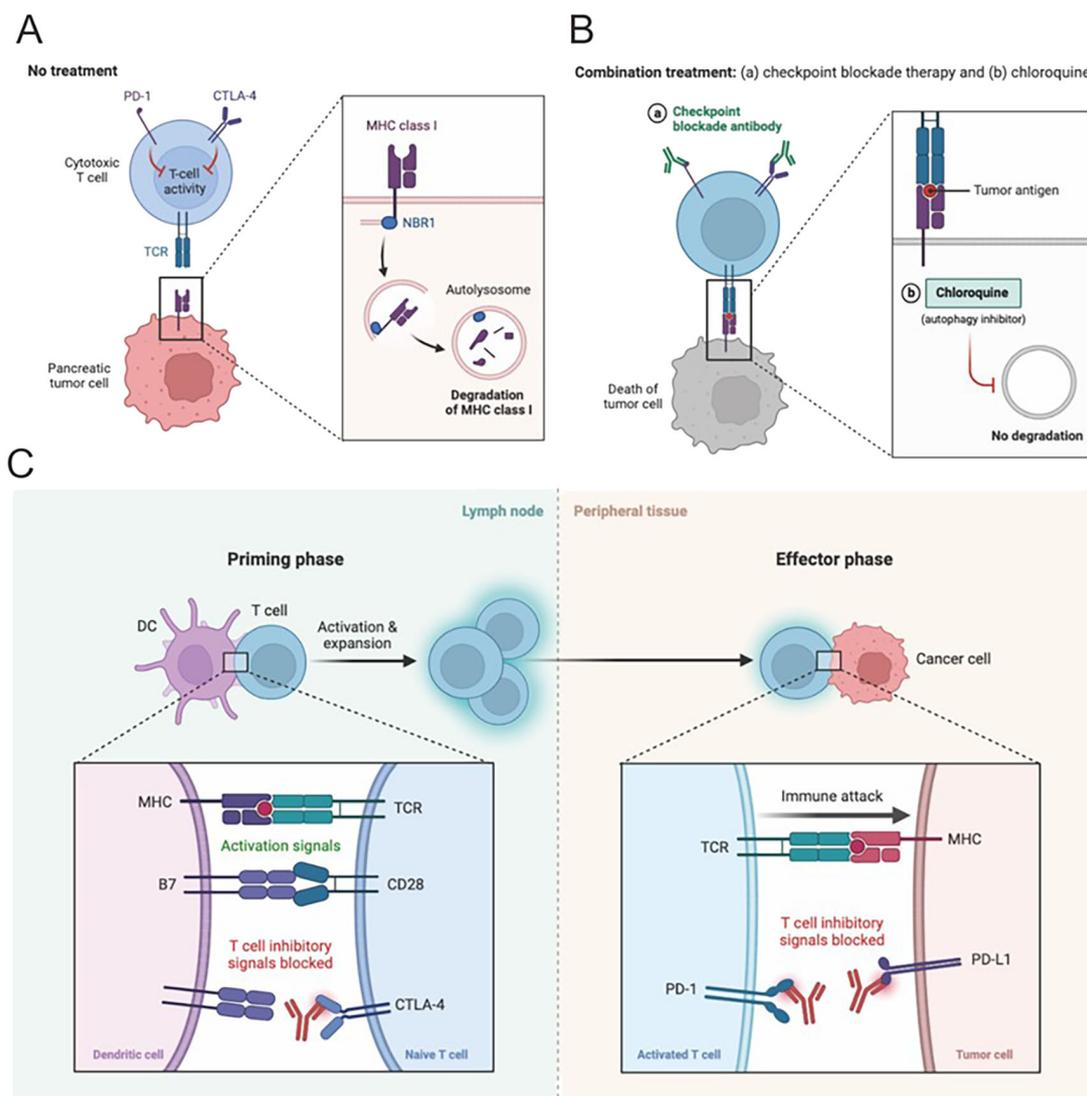 A
No treatment
PD-1
CTLA-4
Cytotoxic
T cell
T-cell
activity
TCR
Pancreatic
tumor cell
MHC class I
NBR1
Autolysosome
Degradation
of MHC class I
B
Combination treatment: (a) checkpoint blockade therapy and (b) chloroquine
a
Checkpoint
blockade antibody
Death of
tumor cell
Tumor antigen
b
Chloroquine
(autophagy inhibitor)
No degradation
C
Lymph node
Peripheral tissue
Priming phase
Effector phase
DC
T cell
Activation &
expansion
Cancer cell
MHC
TCR
Activation signals
B7
CD28
T cell inhibitory
signals blocked
CTLA-4
Dendritic cell
Naive T cell
Immune attack
TCR
MHC
T cell inhibitory
signals blocked
PD-L1
PD-1
Activated T cell
Tumor cell